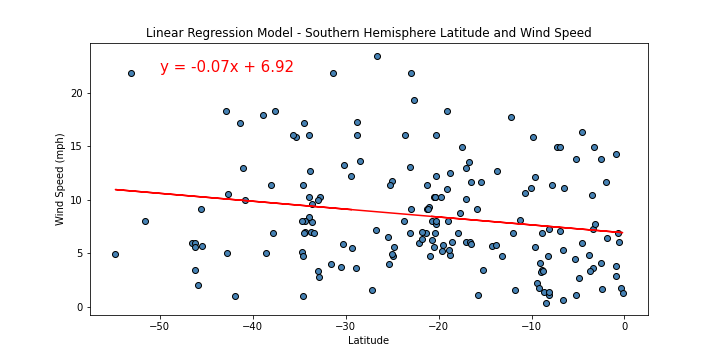 Linear Regression Model - Southern Hemisphere Latitude and Wind Speed
y = -0.07x + 6.92
Wind Speed (mph)
20
15
10
5
0
−50
−40
−30
−20
−10
0
Latitude